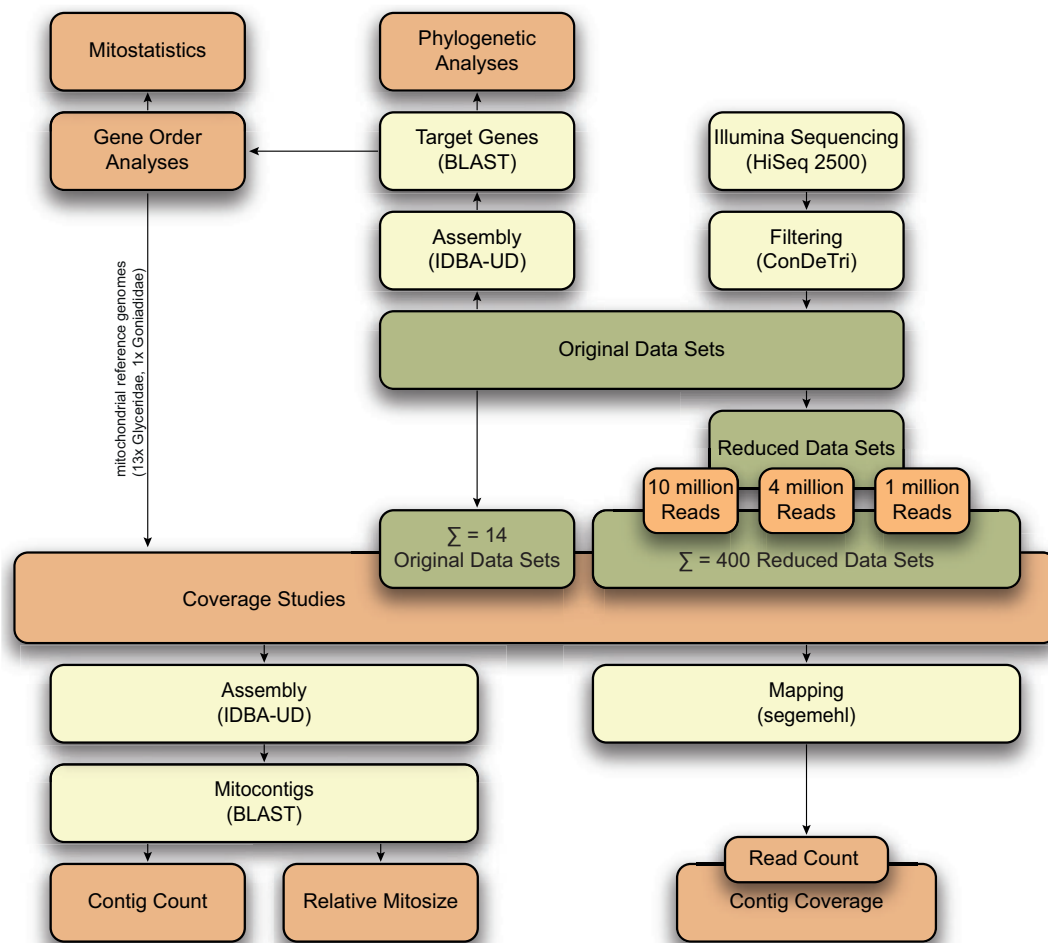 Mitostatistics
Phylogenetic
Analyses
Gene Order
Analyses
Target Genes
(BLAST)
Illumina Sequencing
(HiSeq 2500)
Assembly
(IDBA-UD)
Filtering
(ConDeTri)
mitochondrial reference genomes
(13x Glyceridae, 1x Goniadidae)
Original Data Sets
Reduced Data Sets
10 million
Reads
4 million
Reads
1 million
Reads
∑ = 14
Original Data Sets
∑ = 400 Reduced Data Sets
Coverage Studies
Assembly
(IDBA-UD)
Mapping
(segemehl)
Mitocontigs
(BLAST)
Contig Count
Relative Mitosize
Read Count
Contig Coverage